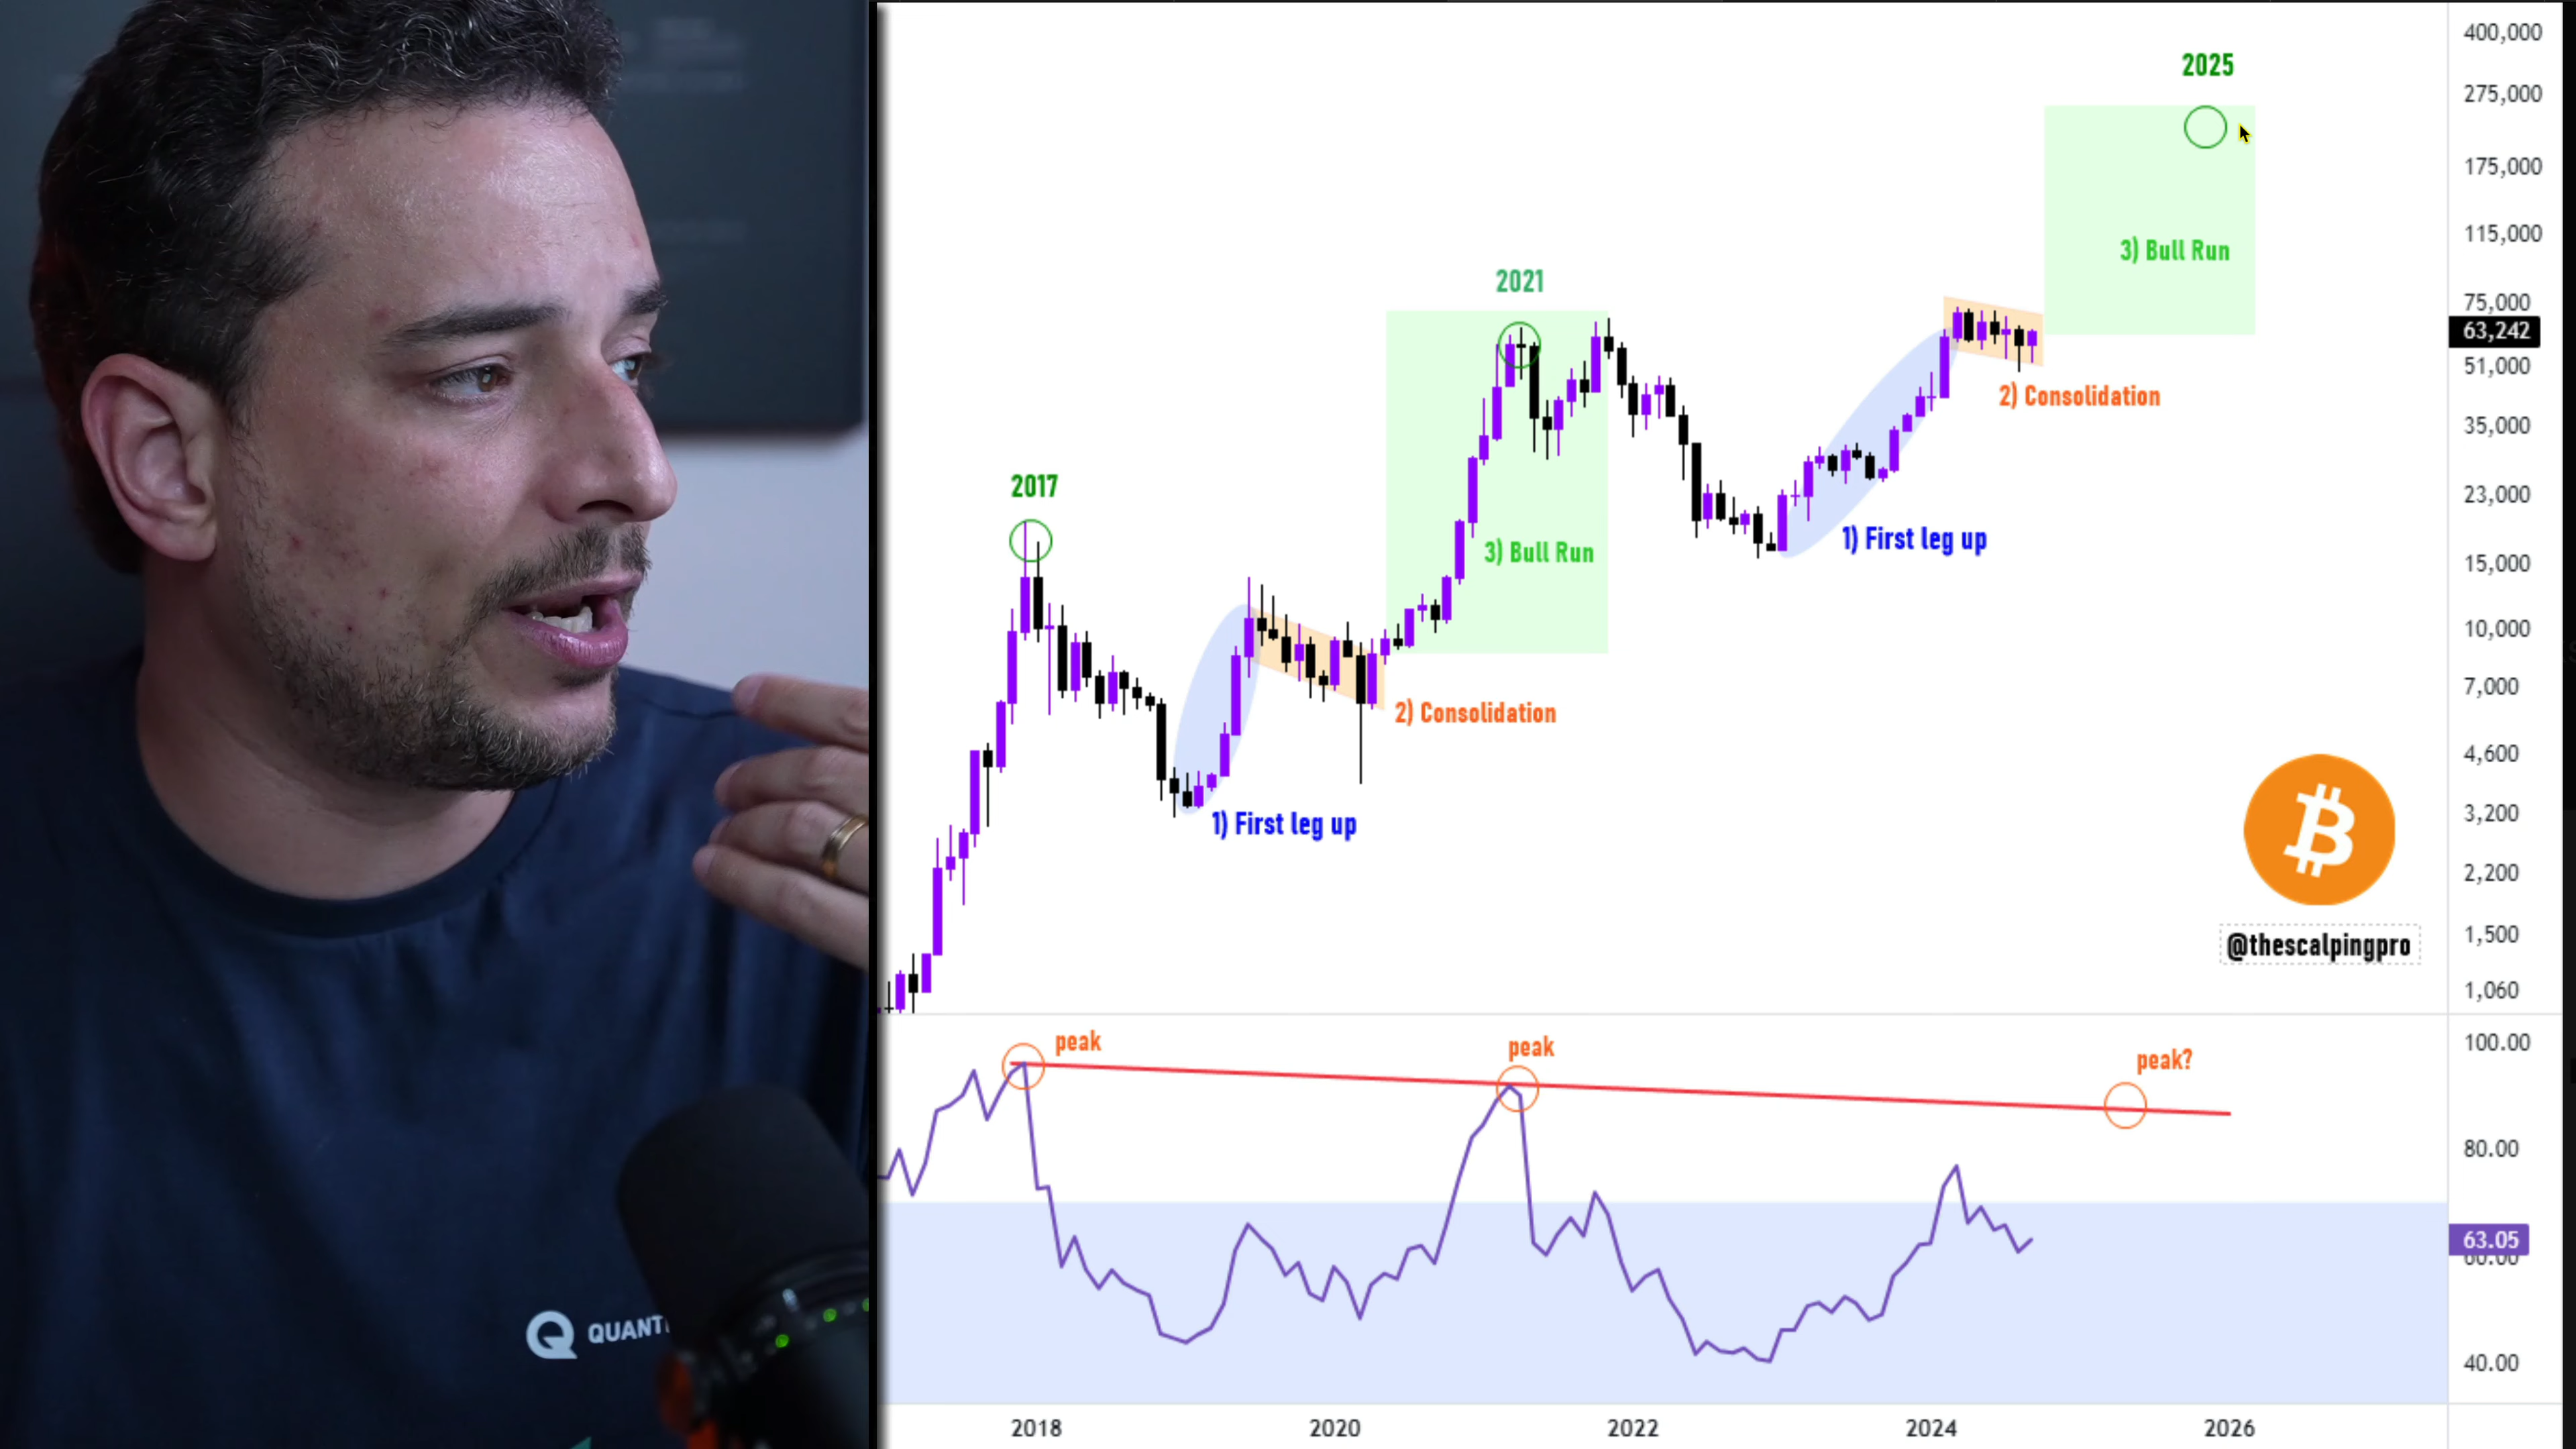 2025
400,000
275,000
175,000
3) Bull Run
115,000
2021
75,000
63,242
51,000
2) Consolidation
35,000
2017
23,000
1) First leg up
3) Bull Run
15,000
10,000
7,000
2) Consolidation
4,600
1) First leg up
3,200
2,200
@thescalpingpro
1,500
1,060
peak
peak
peak?
100.00
80.00
63.05
60.00
40.00
2018
2020
2022
2024
2026
QUANT